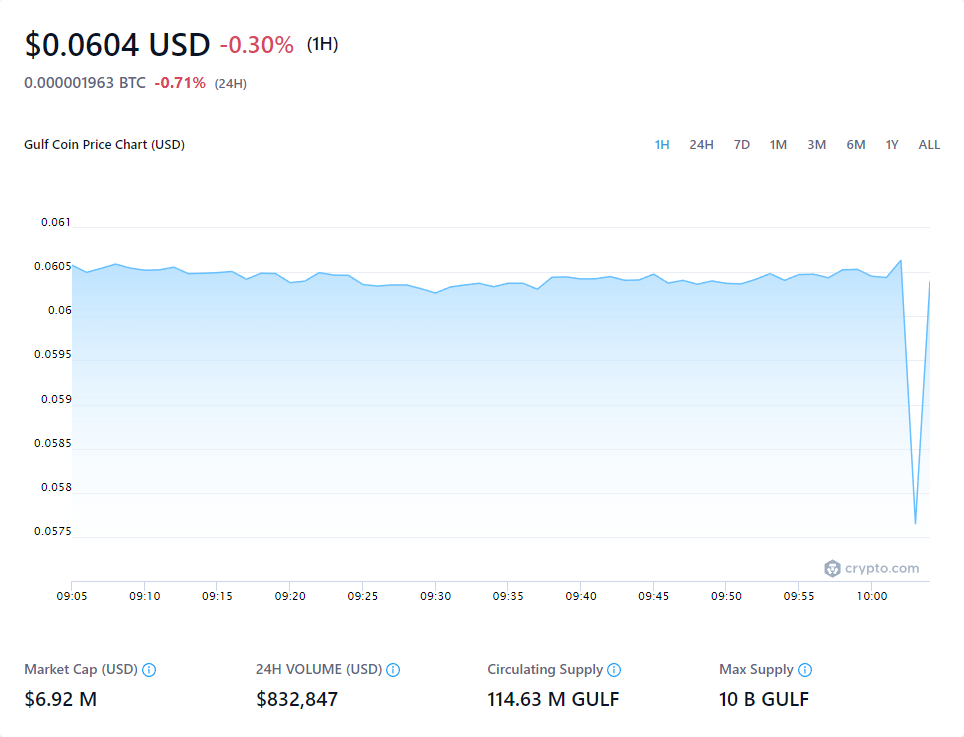 $0.0604 USD -0.30% (1H)
0.000001963 BTC -0.71% (24H)
Gulf Coin Price Chart (USD) 1H 24H 7D 1M 3M 6M 1Y ALL
0.061
0.0605
0.06
0.0595
0.059
0.0585
0.058
0.0575
crypto.com
09:05 09:10 09:15 09:20 09:25 09:30 09:35 09:40 09:45 09:50 09:55 10:00
Market Cap (USD) 24H VOLUME (USD) Circulating Supply Max Supply
$6.92 M $832,847 114.63 M GULF 10 B GULF